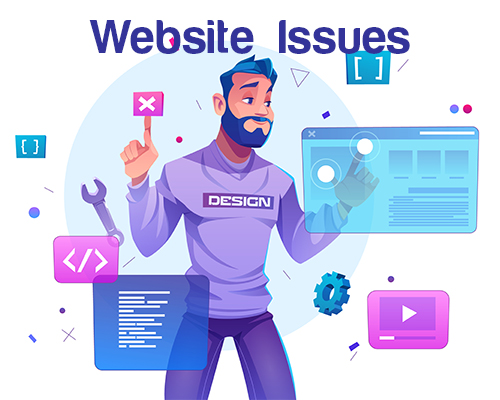 Website Issues
[ ]
[ ]
DESIGN
</>